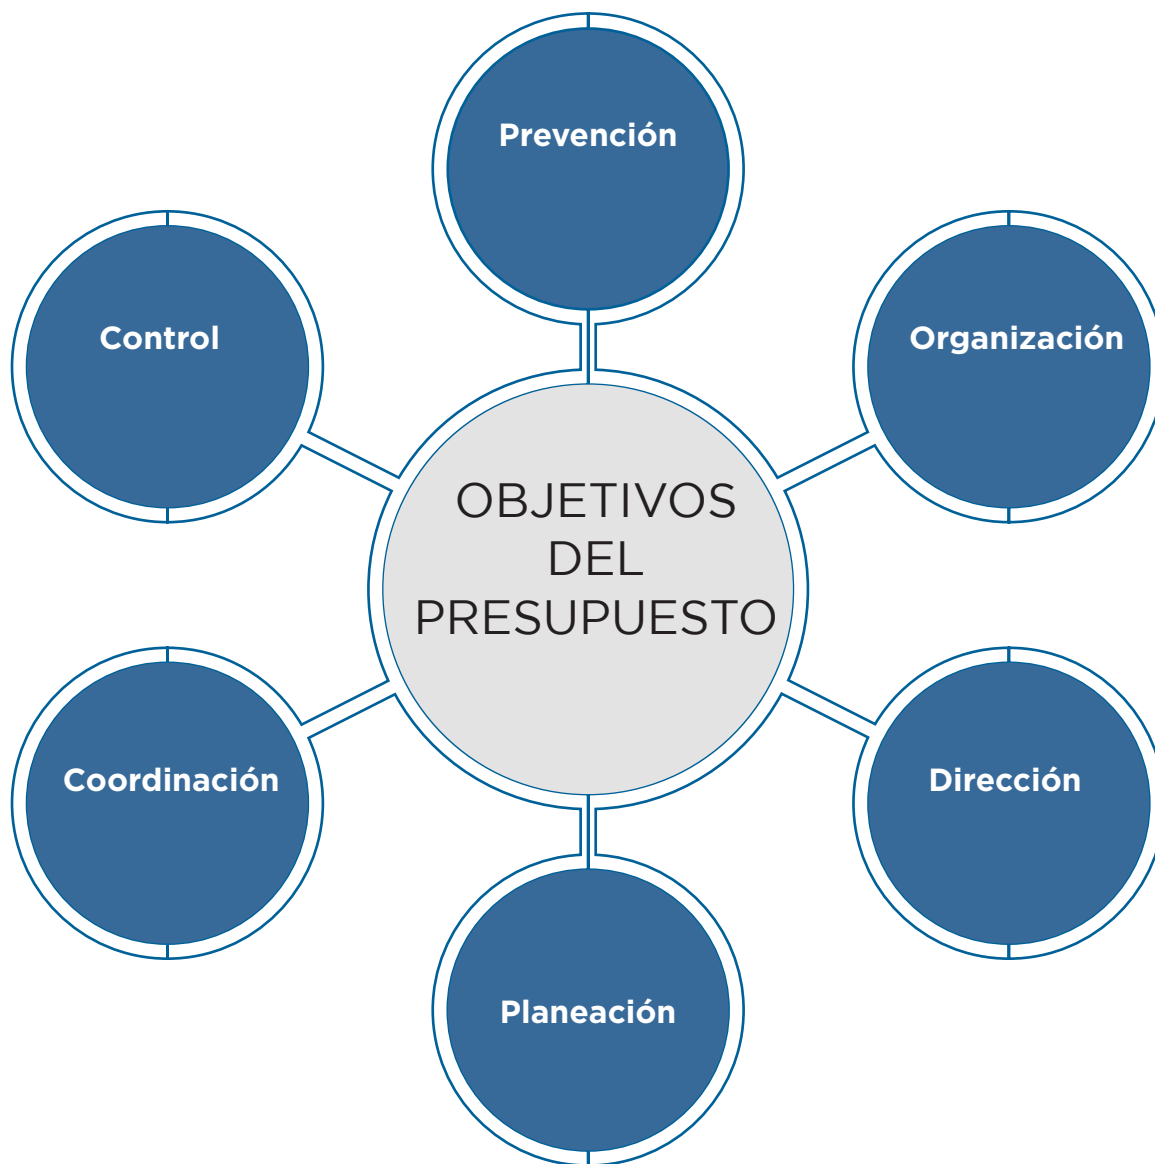 Prevención
Control
Organización
OBJETIVOS
DEL
PRESUPUESTO
Coordinación
Dirección
Planeación